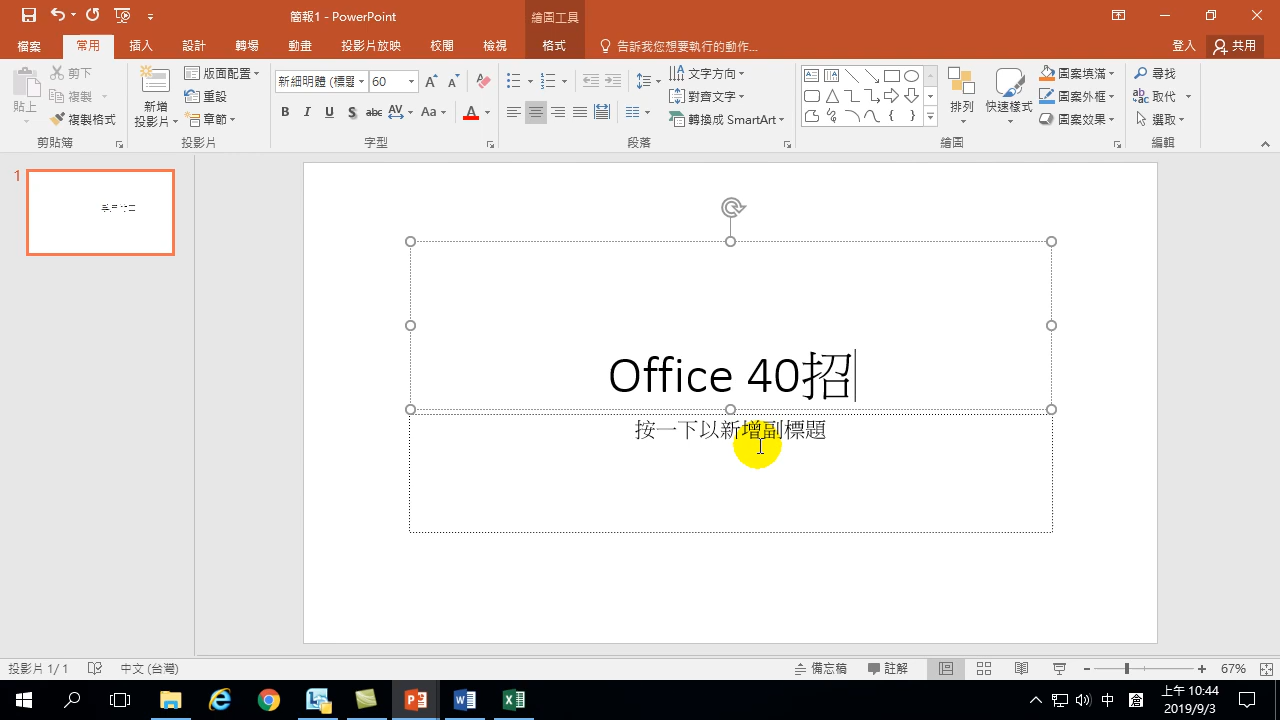 簡報1 - PowerPoint
繪圖工具
檔案 常用 插入 設計 轉場 動畫 投影片放映 校閱 檢視 格式 告訴我您想要執行的動作... 登入 共用
剪下 版面配置 新細明體 (標題 60 文字方向 圖案填滿 尋找
貼上 複製 新增 投影片 重設 對齊文字 排列 快速樣式 圖案外框 取代
複製格式 章節 B I U S abc AV Aa A 轉換成 SmartArt 圖案效果 選取
剪貼簿 投影片 字型 段落 繪圖 編輯
1
Office 40招
按一下以新增副標題
投影片 1/1 中文 (台灣) 備忘稿 註解 67%
中 上午 10:44
2019/9/3